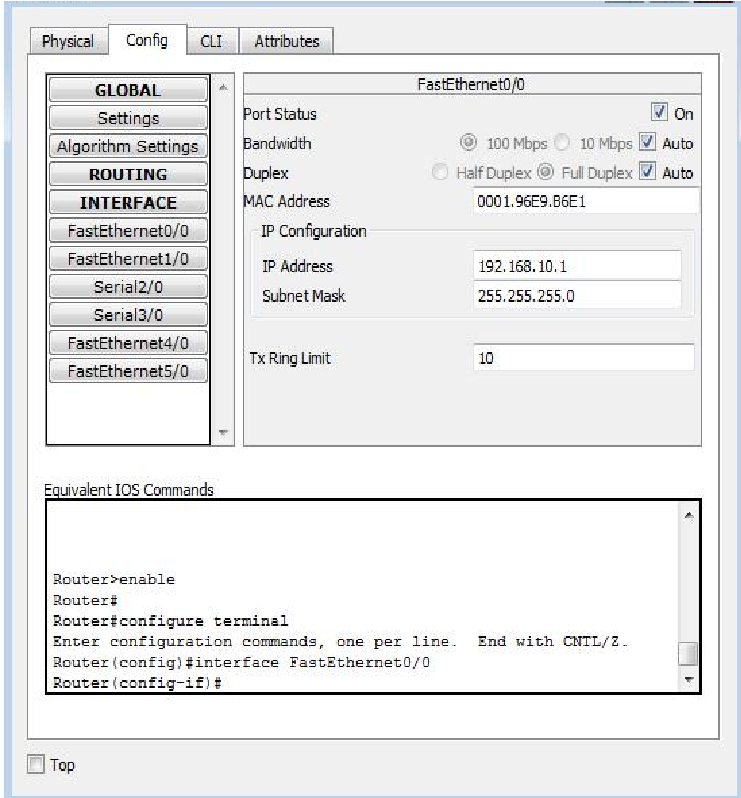 Physical Config CLI Attributes
GLOBAL
Settings
Algorithm Settings
ROUTING
INTERFACE
FastEthernet0/0
FastEthernet1/0
Serial2/0
Serial3/0
FastEthernet4/0
FastEthernet5/0
FastEthernet0/0
Port Status On
Bandwidth 100 Mbps 10 Mbps Auto
Duplex Half Duplex Full Duplex Auto
MAC Address 0001.96E9.B6E1
IP Configuration
IP Address 192.168.10.1
Subnet Mask 255.255.255.0
Tx Ring Limit 10
Equivalent IOS Commands
Router>enable
Router#
Router#configure terminal
Enter configuration commands, one per line. End with CNTL/Z.
Router(config)#interface FastEthernet0/0
Router(config-if)#
Top